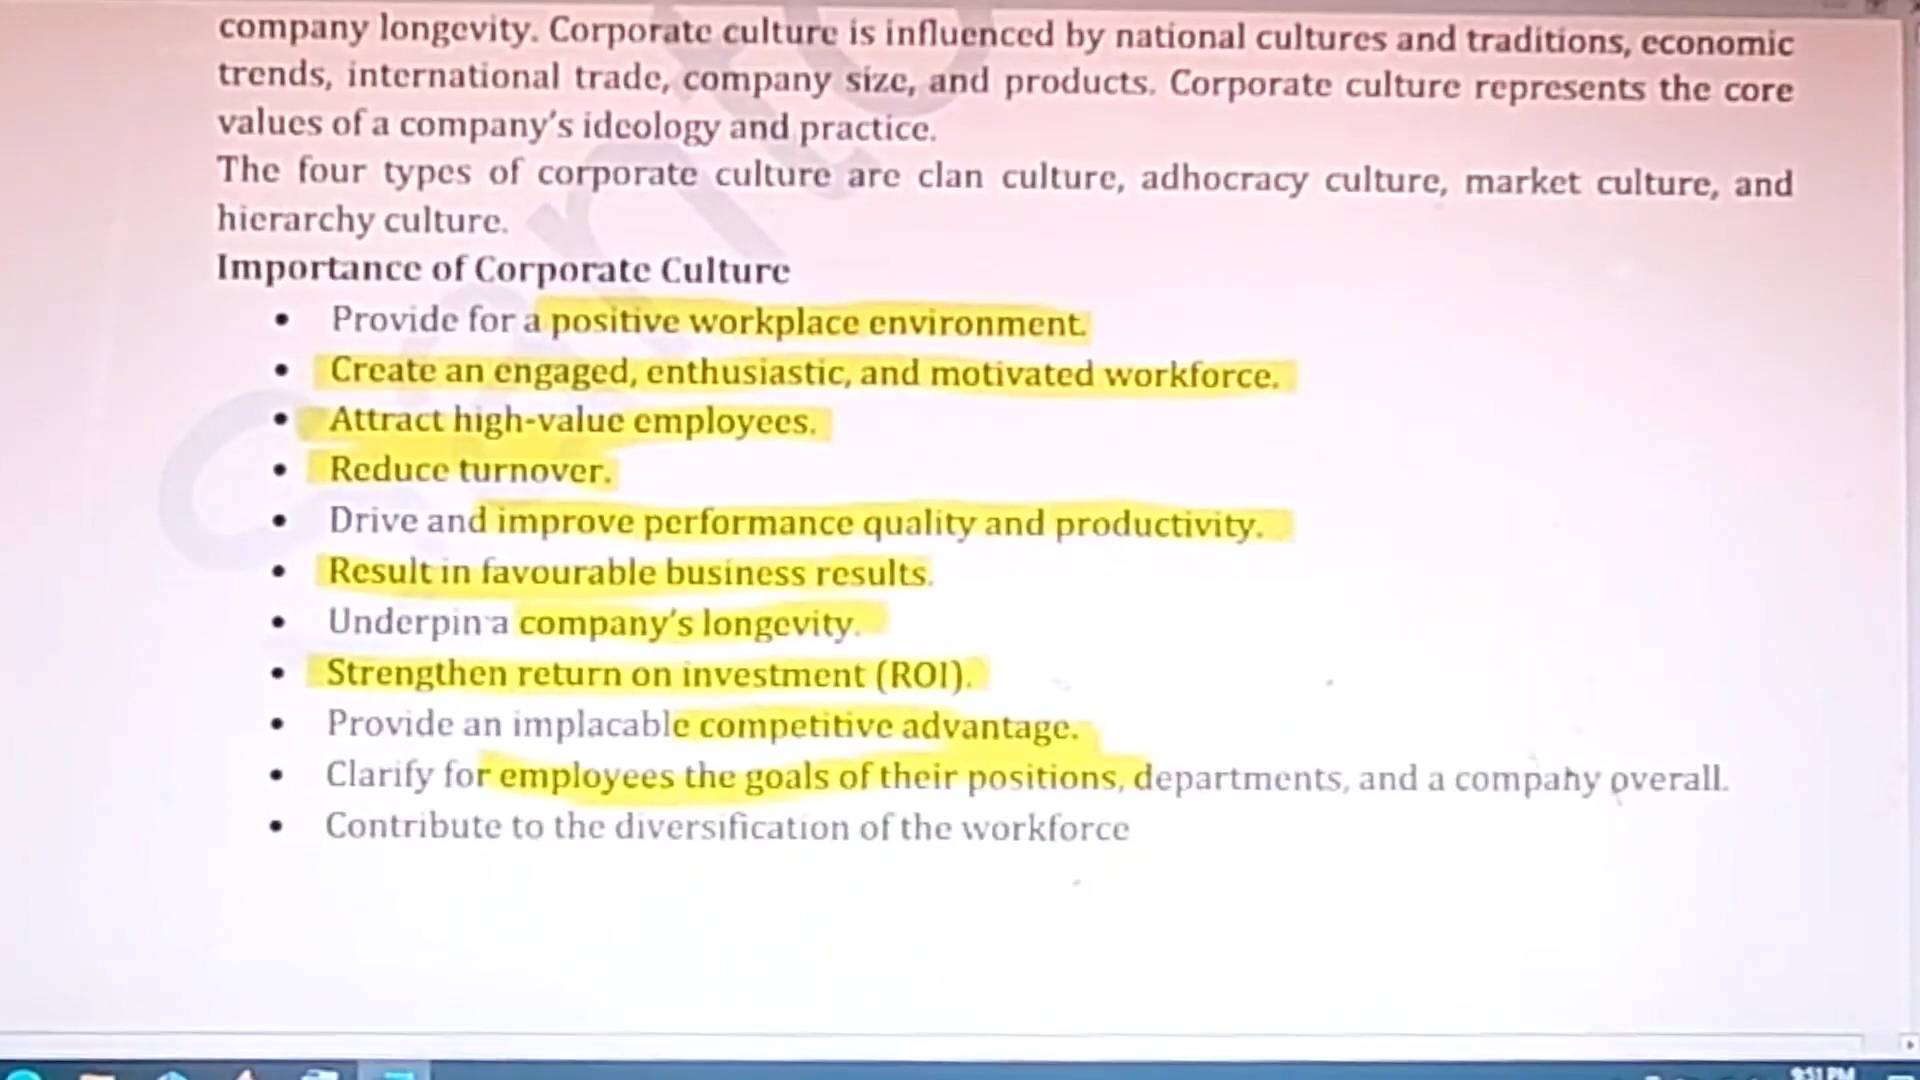 company longevity. Corporate culture is influenced by national cultures and traditions, economic
trends, international trade, company size, and products. Corporate culture represents the core
values of a company's ideology and practice.
The four types of corporate culture are clan culture, adhocracy culture, market culture, and
hierarchy culture.
Importance of Corporate Culture
• Provide for a positive workplace environment.
• Create an engaged, enthusiastic, and motivated workforce.
• Attract high-value employees.
• Reduce turnover.
• Drive and improve performance quality and productivity.
• Result in favourable business results.
• Underpin a company's longevity.
• Strengthen return on investment (ROI).
• Provide an implacable competitive advantage.
• Clarify for employees the goals of their positions, departments, and a company overall.
• Contribute to the diversification of the workforce
9:51 PM